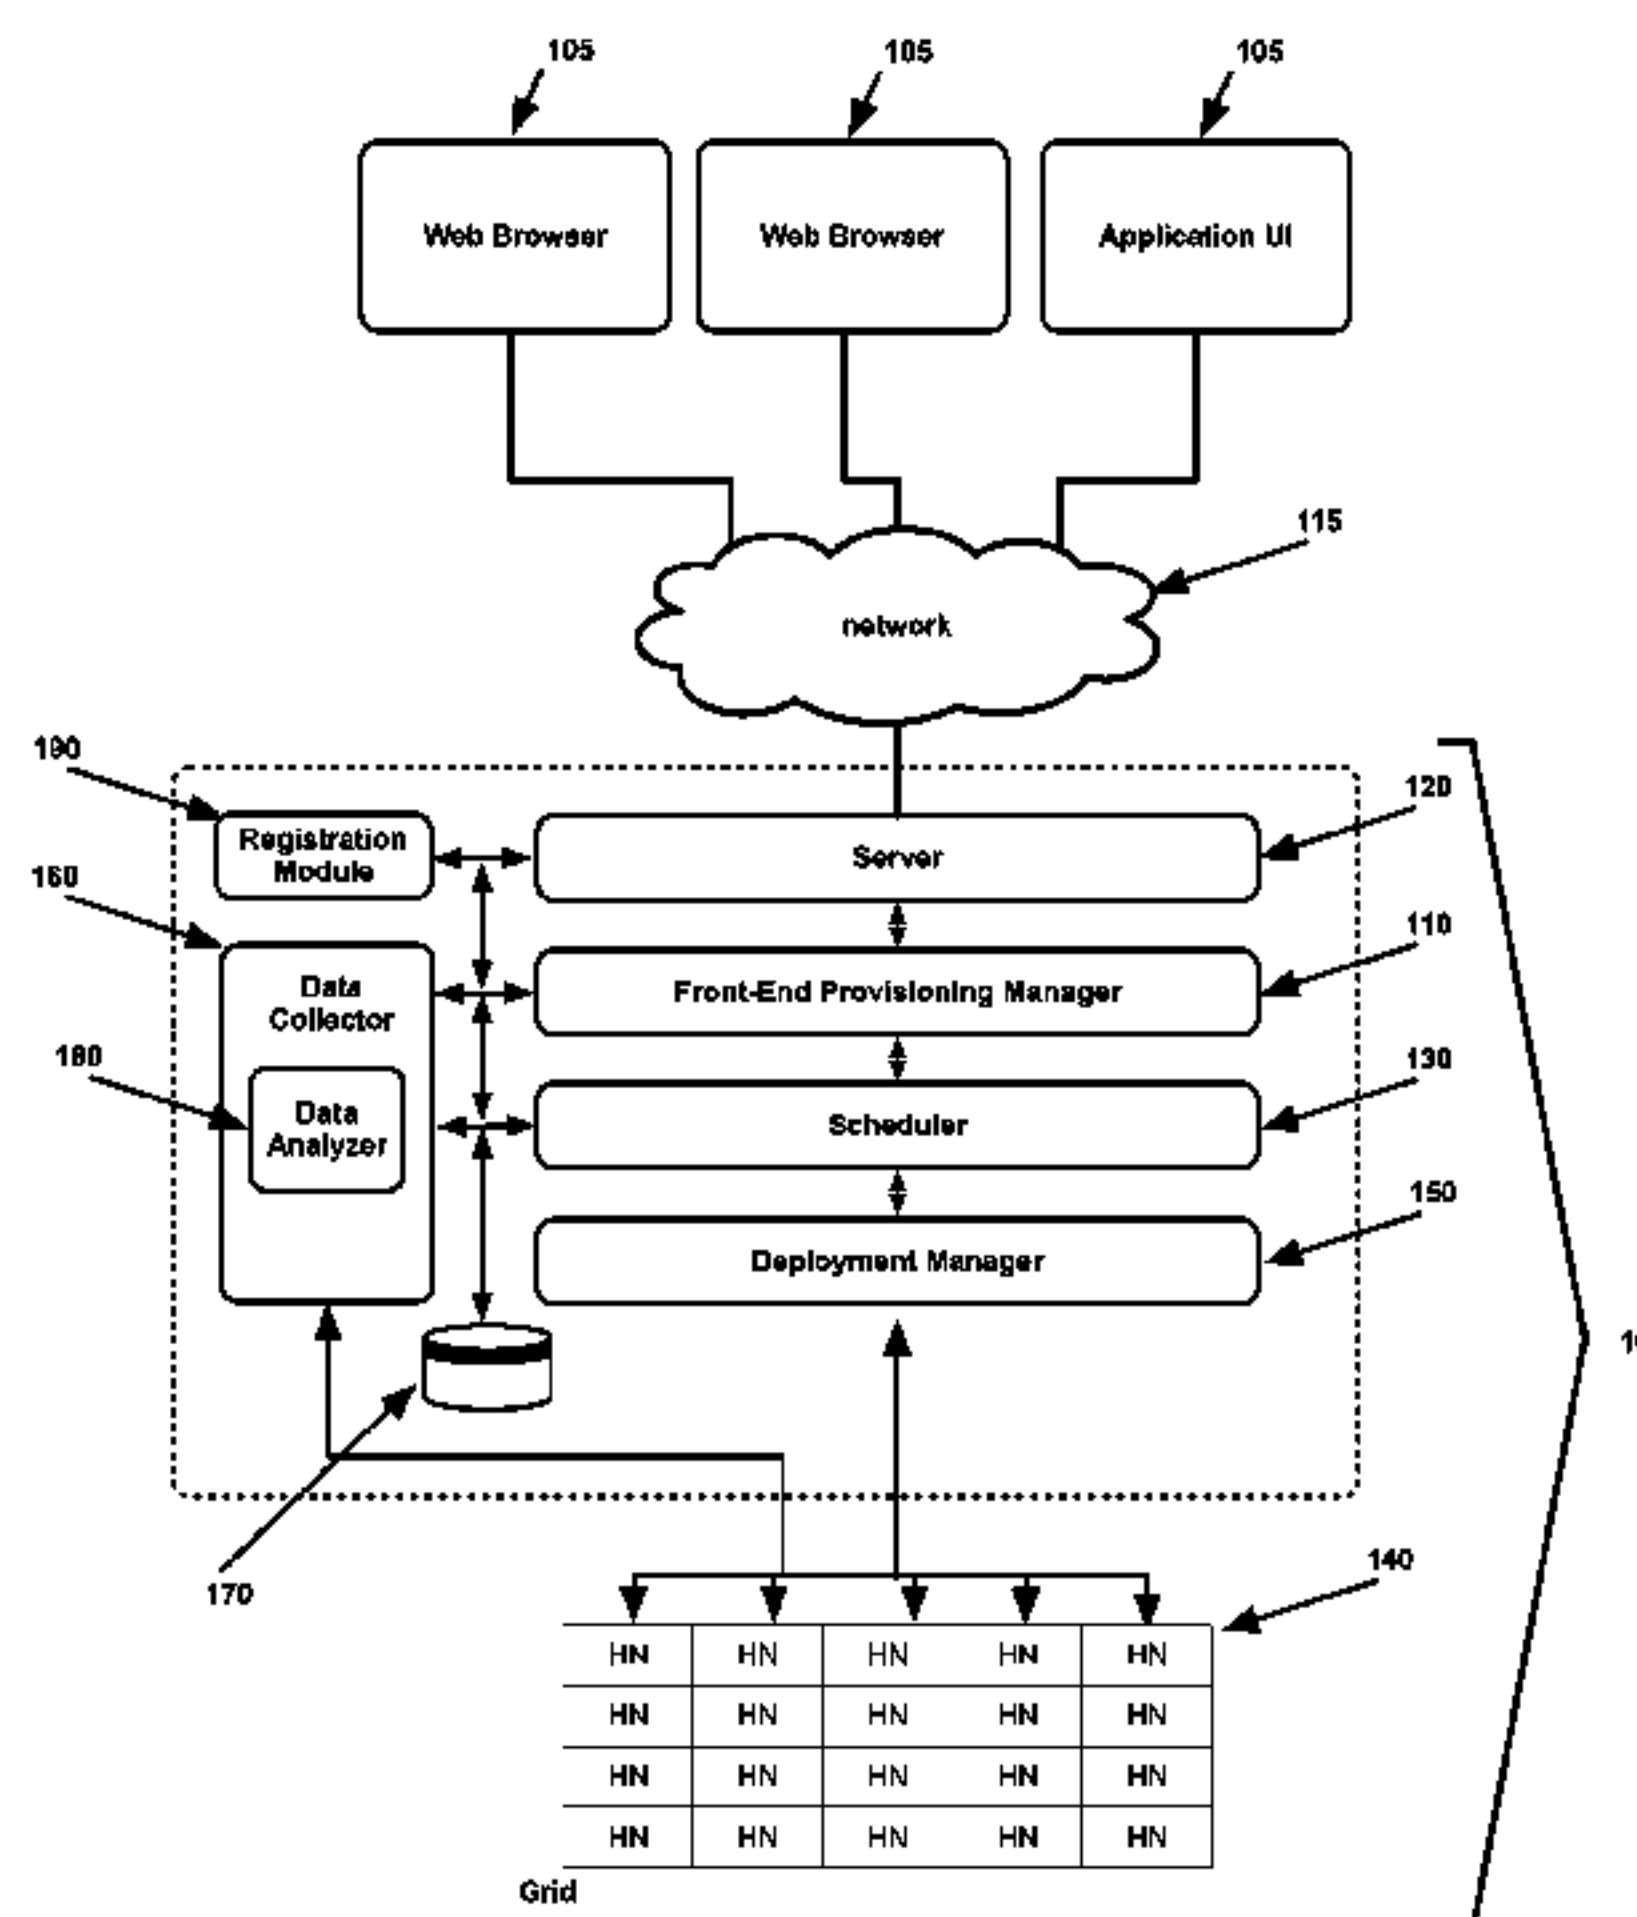 105 105 105
Web Browser Web Browser Application UI
115
network
190
120
Registration
Module
Server
160
110
Data
Collector
Front-End Provisioning Manager
180
130
Data
Analyzer
Scheduler
150
Deployment Manager
140
170
HN HN HN HN HN
HN HN HN HN HN
HN HN HN HN HN
HN HN HN HN HN
Grid